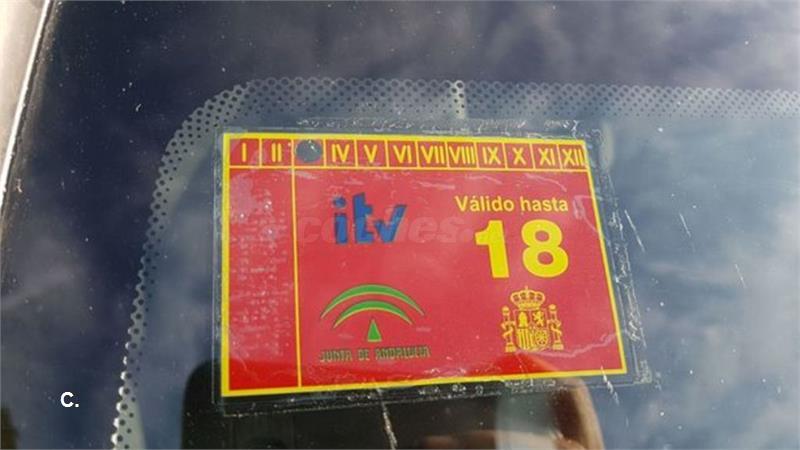 I II IV V VI VII VIII IX X XI XII
itv
Válido hasta
18
JUNTA DE ANDALUCIA
C.